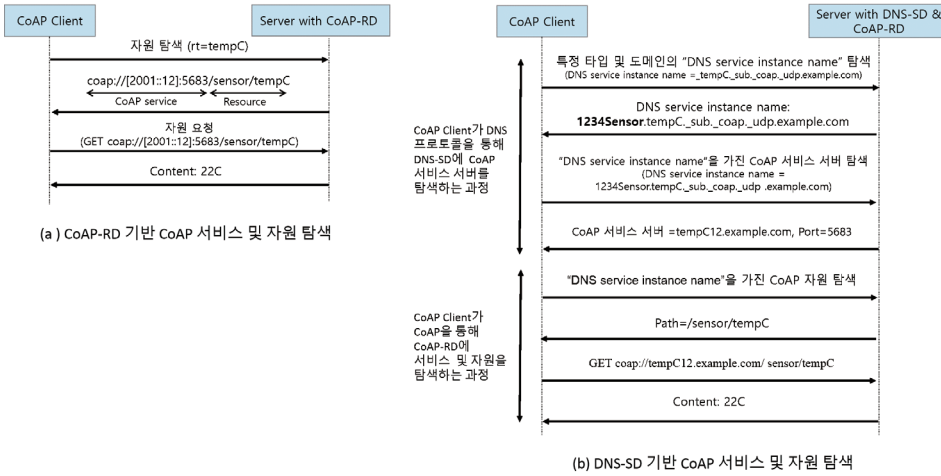 CoAP Client
Server with CoAP-RD
자원 탐색 (rt=tempC)
coap://[2001::12]:5683/sensor/tempC
CoAP service
Resource
자원 요청
(GET coap://[2001::12]:5683/sensor/tempC)
Content: 22C
(a ) CoAP-RD 기반 CoAP 서비스 및 자원 탐색
CoAP Client
Server with DNS-SD &
CoAP-RD
특정 타입 및 도메인의 “DNS service instance name” 탐색
(DNS service instance name =_tempC._sub._coap._udp.example.com)
DNS service instance name:
1234Sensor.tempC._sub._coap._udp.example.com
CoAP Client가 DNS
프로토콜을 통해
DNS-SD에 CoAP
서비스 서버를
탐색하는 과정
“DNS service instance name”을 가진 CoAP 서비스 서버 탐색
(DNS service instance name =
1234Sensor.tempC._sub._coap._udp .example.com)
CoAP 서비스 서버 =tempC12.example.com, Port=5683
“DNS service instance name”을 가진 CoAP 자원 탐색
CoAP Client가
CoAP을 통해
CoAP-RD에
서비스 및 자원을
탐색하는 과정
Path=/sensor/tempC
GET coap://tempC12.example.com/ sensor/tempC
Content: 22C
(b) DNS-SD 기반 CoAP 서비스 및 자원 탐색